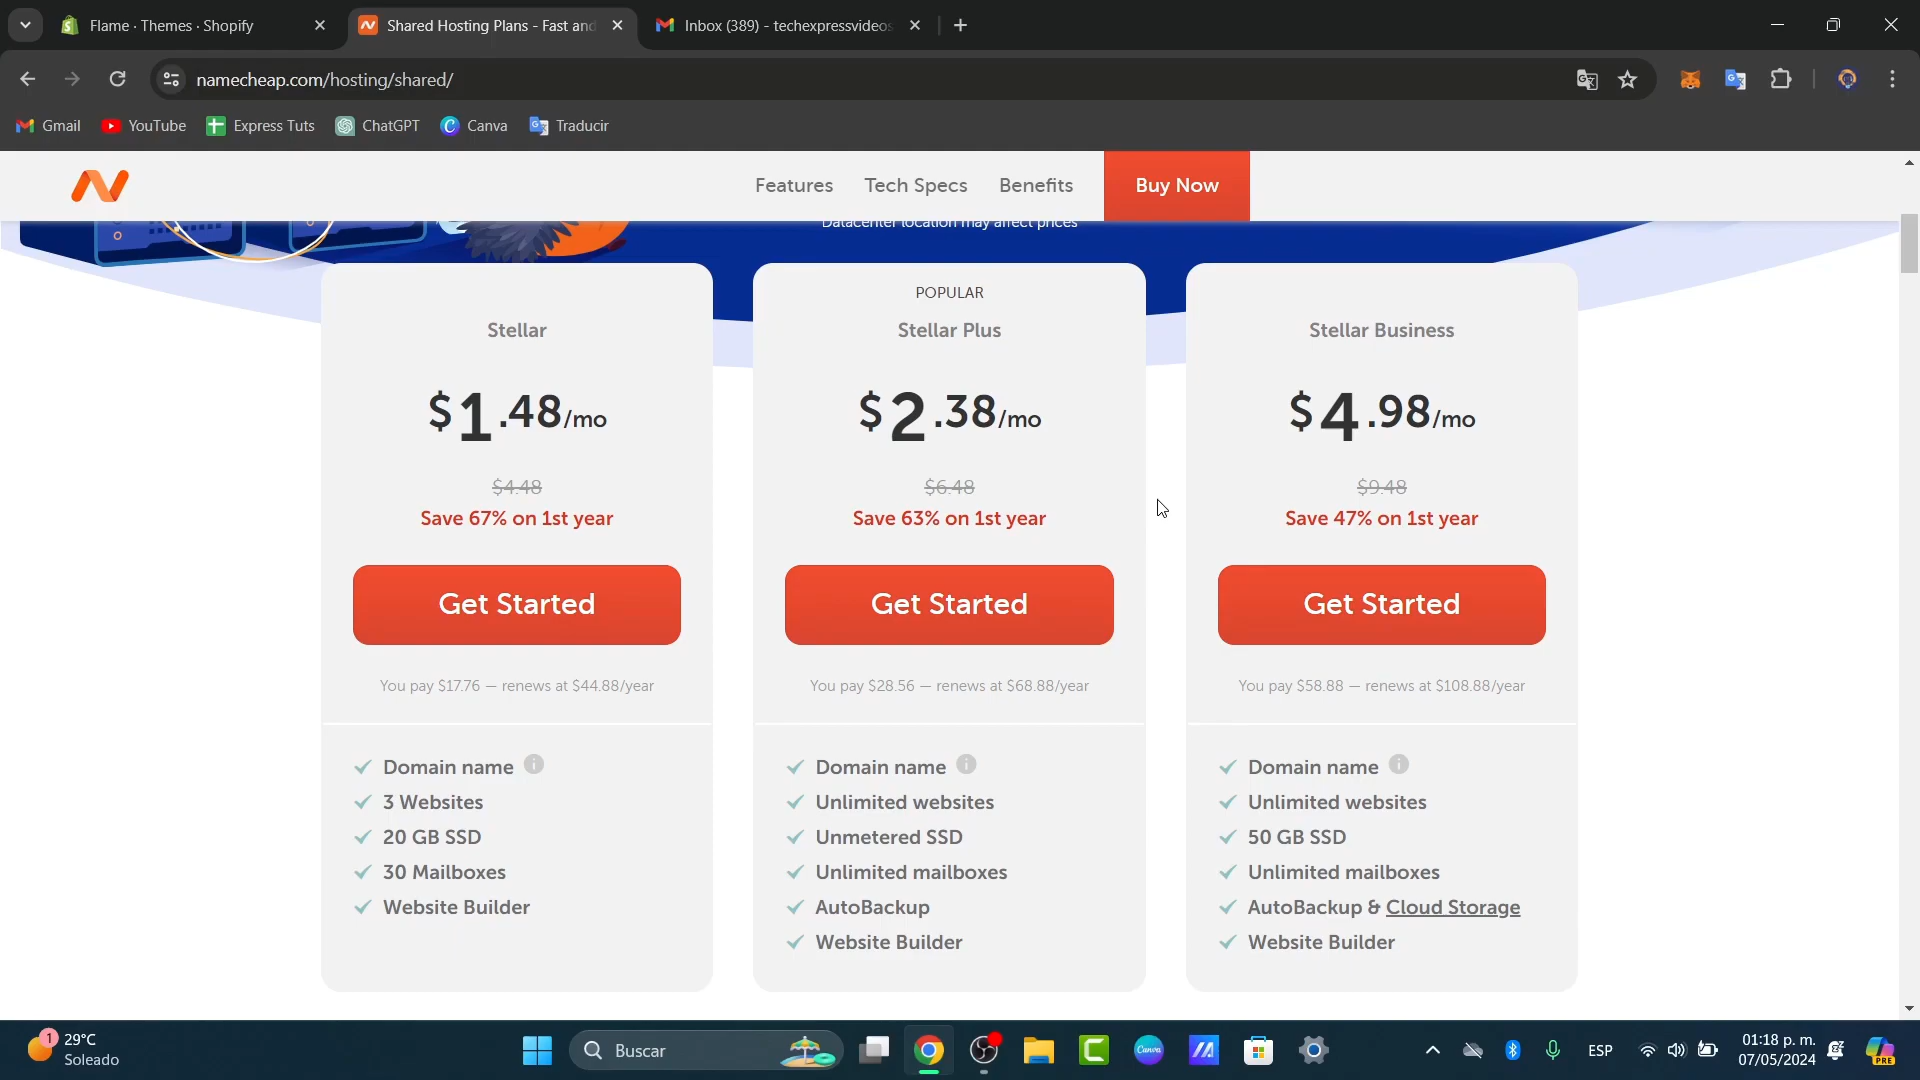 Flame · Themes · Shopify
Shared Hosting Plans - Fast and
Inbox (389) - techexpressvideos
namecheap.com/hosting/shared/
Gmail
YouTube
Express Tuts
ChatGPT
Canva
Traducir
Features
Tech Specs
Benefits
Buy Now
Datacenter location may affect prices
Stellar
$1.48/mo
$4.48
Save 67% on 1st year
Get Started
You pay $17.76 — renews at $44.88/year
Domain name
3 Websites
20 GB SSD
30 Mailboxes
Website Builder
POPULAR
Stellar Plus
$2.38/mo
$6.48
Save 63% on 1st year
Get Started
You pay $28.56 — renews at $68.88/year
Domain name
Unlimited websites
Unmetered SSD
Unlimited mailboxes
AutoBackup
Website Builder
Stellar Business
$4.98/mo
$9.48
Save 47% on 1st year
Get Started
You pay $58.88 — renews at $108.88/year
Domain name
Unlimited websites
50 GB SSD
Unlimited mailboxes
AutoBackup & Cloud Storage
Website Builder
1
29°C
Soleado
Buscar
Canva
ESP
01:18 p. m.
07/05/2024
PRE